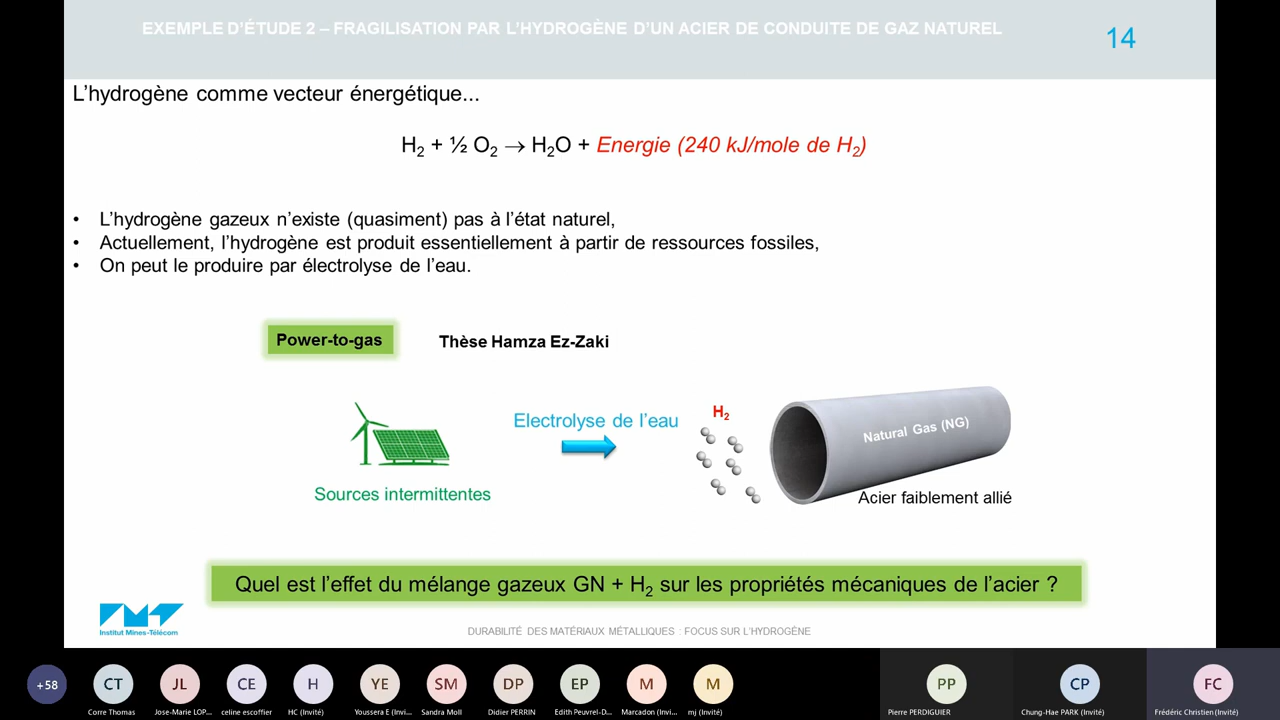 EXEMPLE D'ÉTUDE 2 – FRAGILISATION PAR L'HYDROGÈNE D'UN ACIER DE CONDUITE DE GAZ NATUREL
14
L'hydrogène comme vecteur énergétique...
H₂ + ½ O₂ → H₂O + Energie (240 kJ/mole de H₂)
• L'hydrogène gazeux n'existe (quasiment) pas à l'état naturel,
• Actuellement, l'hydrogène est produit essentiellement à partir de ressources fossiles,
• On peut le produire par électrolyse de l'eau.
Power-to-gas
Thèse Hamza Ez-Zaki
Electrolyse de l'eau
H₂
Natural Gas (NG)
Sources intermittentes
Acier faiblement allié
Quel est l'effet du mélange gazeux GN + H₂ sur les propriétés mécaniques de l'acier ?
Institut Mines-Télécom
DURABILITÉ DES MATÉRIAUX MÉTALLIQUES : FOCUS SUR L'HYDROGÈNE
+58
CT
JL
CE
H
YE
SM
DP
EP
M
M
PP
CP
FC
Corre Thomas
Jose-Marie LOP...
celine escoffier
HC (Invité)
Youssera E (Invi...
Sandra Moll
Didier PERRIN
Edith Peuvrel-D...
Marcadon (Invi...
mj (Invité)
Pierre PERDIGUIER
Chung-Hae PARK (Invité)
Frédéric Christien (Invité)